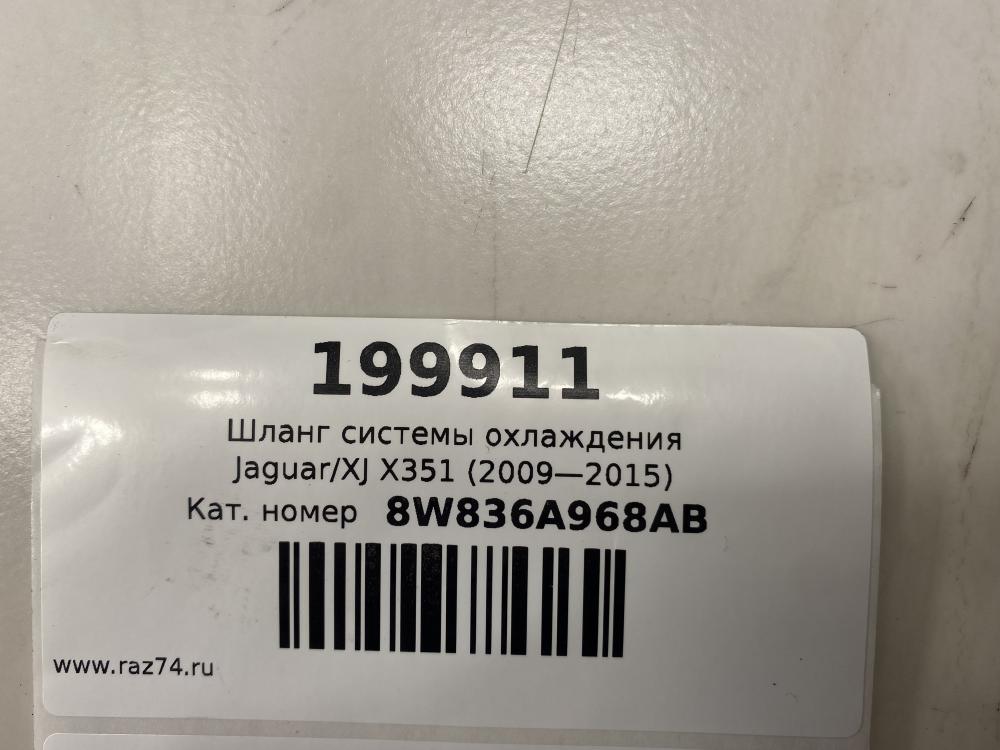 199911
Шланг системы охлаждения
Jaguar/XJ X351 (2009—2015)
Кат. номер 8W836A968AB
www.raz74.ru